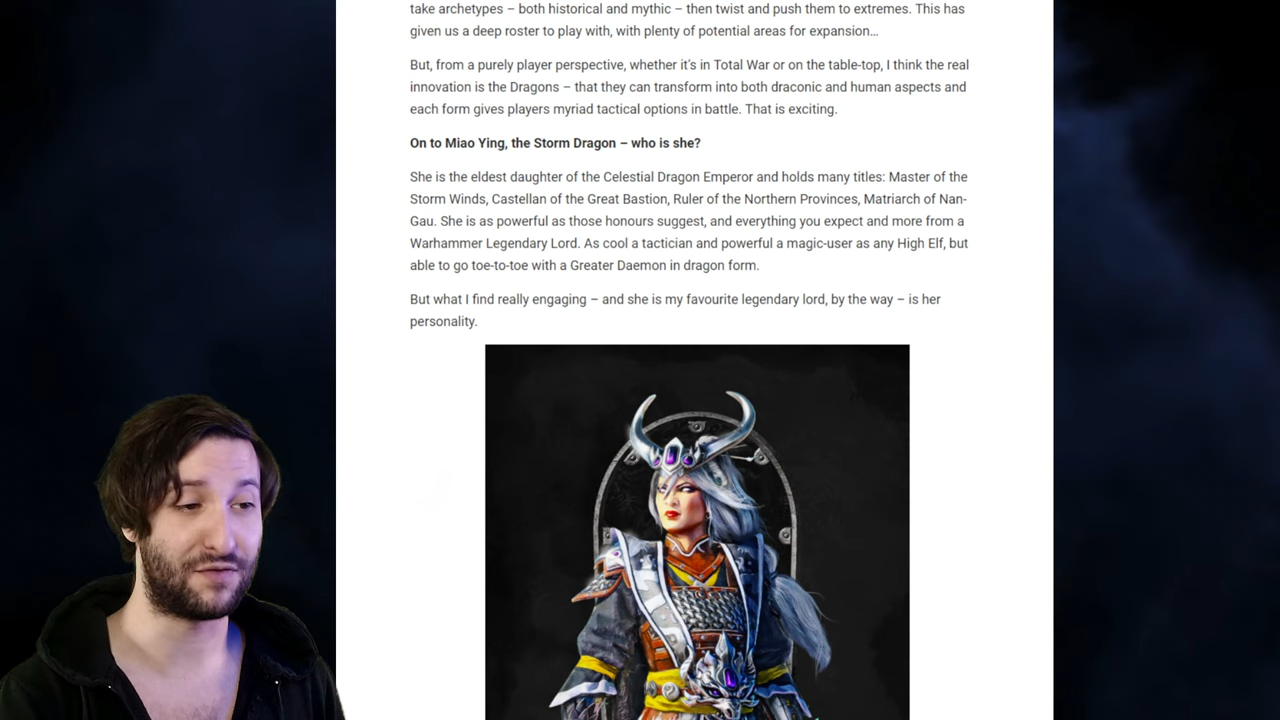 take archetypes – both historical and mythic – then twist and push them to extremes. This has
given us a deep roster to play with, with plenty of potential areas for expansion…
But, from a purely player perspective, whether it's in Total War or on the table-top, I think the real
innovation is the Dragons – that they can transform into both draconic and human aspects and
each form gives players myriad tactical options in battle. That is exciting.
On to Miao Ying, the Storm Dragon – who is she?
She is the eldest daughter of the Celestial Dragon Emperor and holds many titles: Master of the
Storm Winds, Castellan of the Great Bastion, Ruler of the Northern Provinces, Matriarch of Nan-
Gau. She is as powerful as those honours suggest, and everything you expect and more from a
Warhammer Legendary Lord. As cool a tactician and powerful a magic-user as any High Elf, but
able to go toe-to-toe with a Greater Daemon in dragon form.
But what I find really engaging – and she is my favourite legendary lord, by the way – is her
personality.